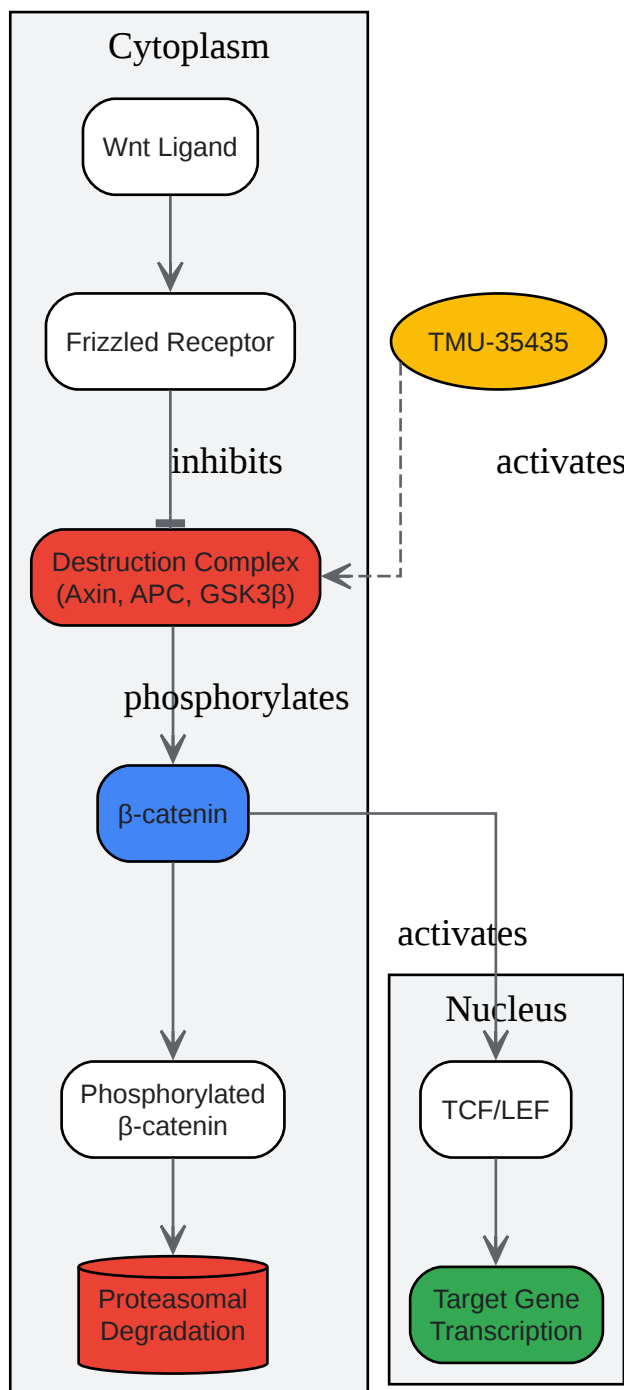 Cytoplasm
Wnt Ligand
Frizzled Receptor
TMU-35435
inhibits
activates
Destruction Complex
(Axin, APC, GSK3β)
phosphorylates
β-catenin
activates
Nucleus
Phosphorylated
β-catenin
TCF/LEF
Proteasomal
Degradation
Target Gene
Transcription